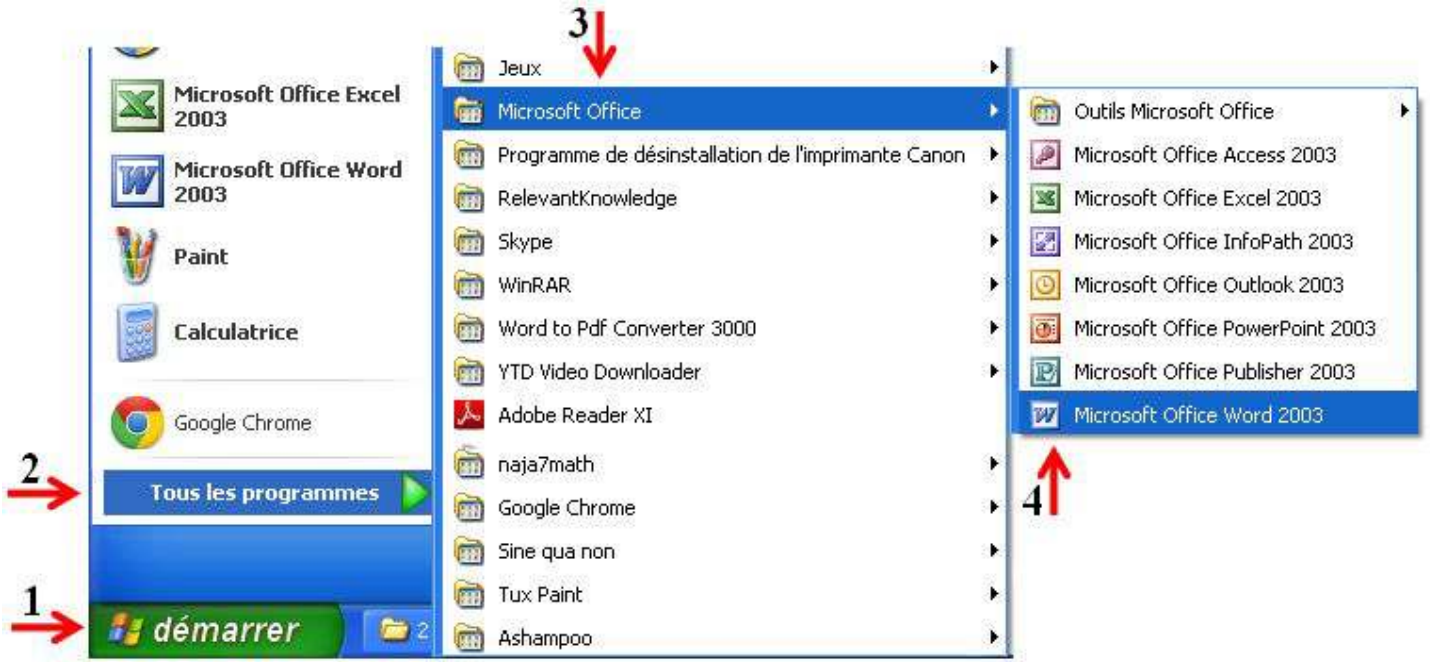 3
Microsoft Office Excel
2003
Microsoft Office Word
2003
Paint
Calculatrice
Google Chrome
2
Tous les programmes
1
démarrer
2
Jeux
Microsoft Office
Programme de désinstallation de l'imprimante Canon
RelevantKnowledge
Skype
WinRAR
Word to Pdf Converter 3000
YTD Video Downloader
Adobe Reader XI
naja7math
Google Chrome
Sine qua non
Tux Paint
Ashampoo
Outils Microsoft Office
Microsoft Office Access 2003
Microsoft Office Excel 2003
Microsoft Office InfoPath 2003
Microsoft Office Outlook 2003
Microsoft Office PowerPoint 2003
Microsoft Office Publisher 2003
Microsoft Office Word 2003
4